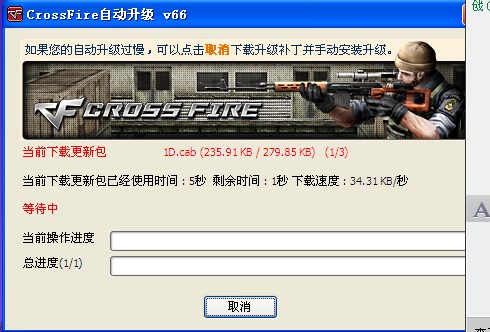 CrossFire自动升级 v66
如果您的自动升级过慢，可以点击取消下载升级补丁并手动安装升级。
CF CROSS FIRE
当前下载更新包 1D.cab (235.91 KB / 279.85 KB) (1/3)
当前下载更新包已经使用时间：5秒 剩余时间：1秒 下载速度：34.31 KB/秒
等待中
当前操作进度
总进度(1/1)
取消
A